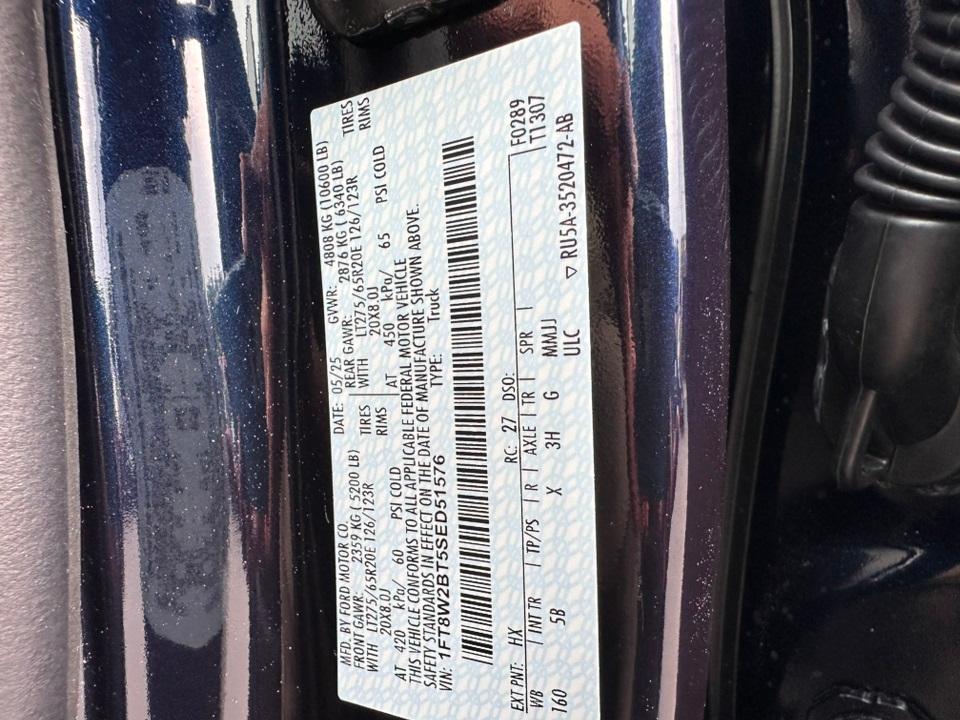 MFD. BY FORD MOTOR CO.
DATE: 05/25 GVWR: 4808 KG (10600 LB)
FRONT GAWR: 2359 KG ( 5200 LB) REAR GAWR: 2876 KG ( 6340 LB)
WITH LT275/65R20E 126/123R TIRES WITH LT275/65R20E 126/123R TIRES
20X8.0J RIMS 20X8.0J RIMS
AT 420 kPa/ 60 PSI COLD AT 450 kPa/ 65 PSI COLD
THIS VEHICLE CONFORMS TO ALL APPLICABLE FEDERAL MOTOR VEHICLE
SAFETY STANDARDS IN EFFECT ON THE DATE OF MANUFACTURE SHOWN ABOVE.
VIN: 1FT8W2BT5SED51576 TYPE: Truck
F0289
EXT PNT: HX RC: 27 DSO: T1307
WB INT TR TP/PS R AXLE TR SPR
160 5B X 3H G MMJJ
ULC
▽ RU5A-3520472-AB